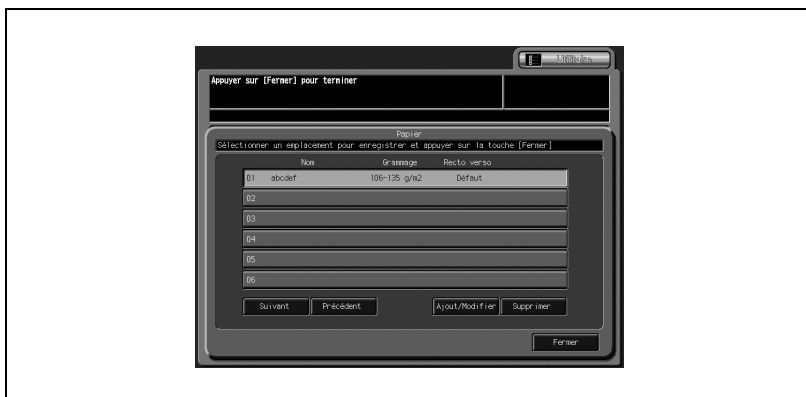 Utilitaire
Appuyer sur [Fermer] pour terminer
Papier
Sélectionner un emplacement pour enregistrer et appuyer sur la touche [Fermer]
Nom Grammage Recto verso
01 abcdef 106-135 g/m2 Défaut
02
03
04
05
06
Suivant Précédent Ajout/Modifier Supprimer
Fermer